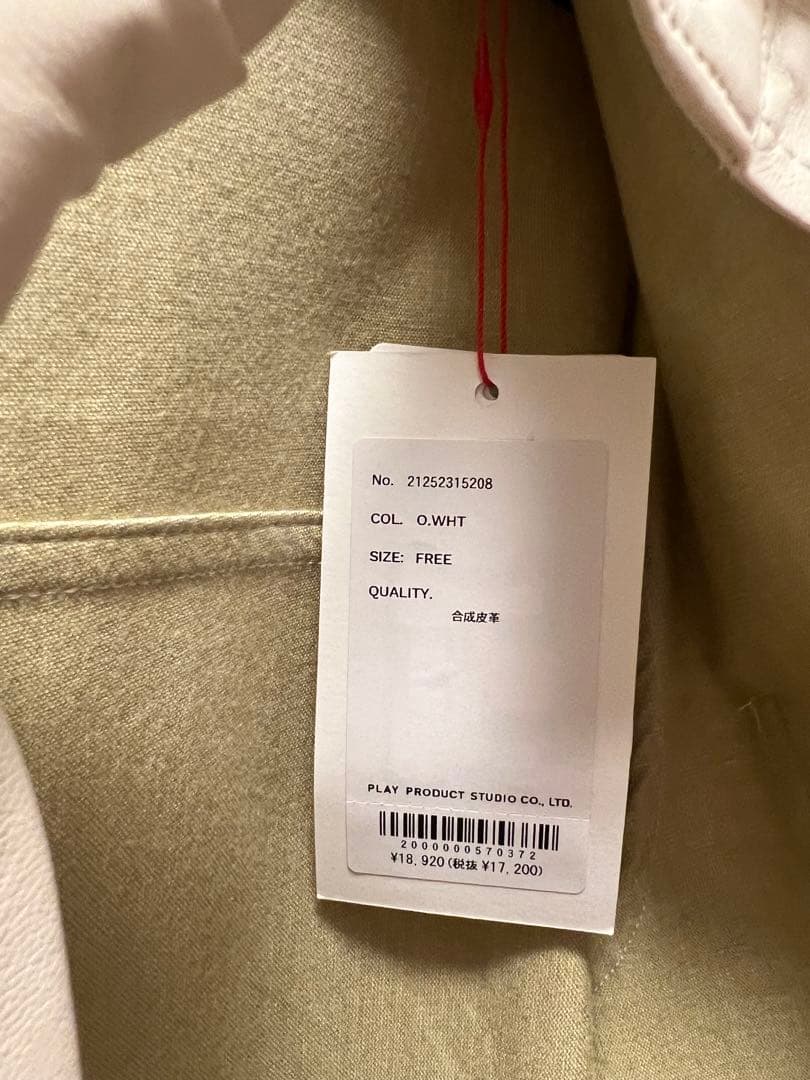 No. 21252315208
COL. O.WHT
SIZE: FREE
QUALITY.
合成皮革
PLAY PRODUCT STUDIO CO., LTD.
2000000570372
¥18,920(税抜 ¥17,200)